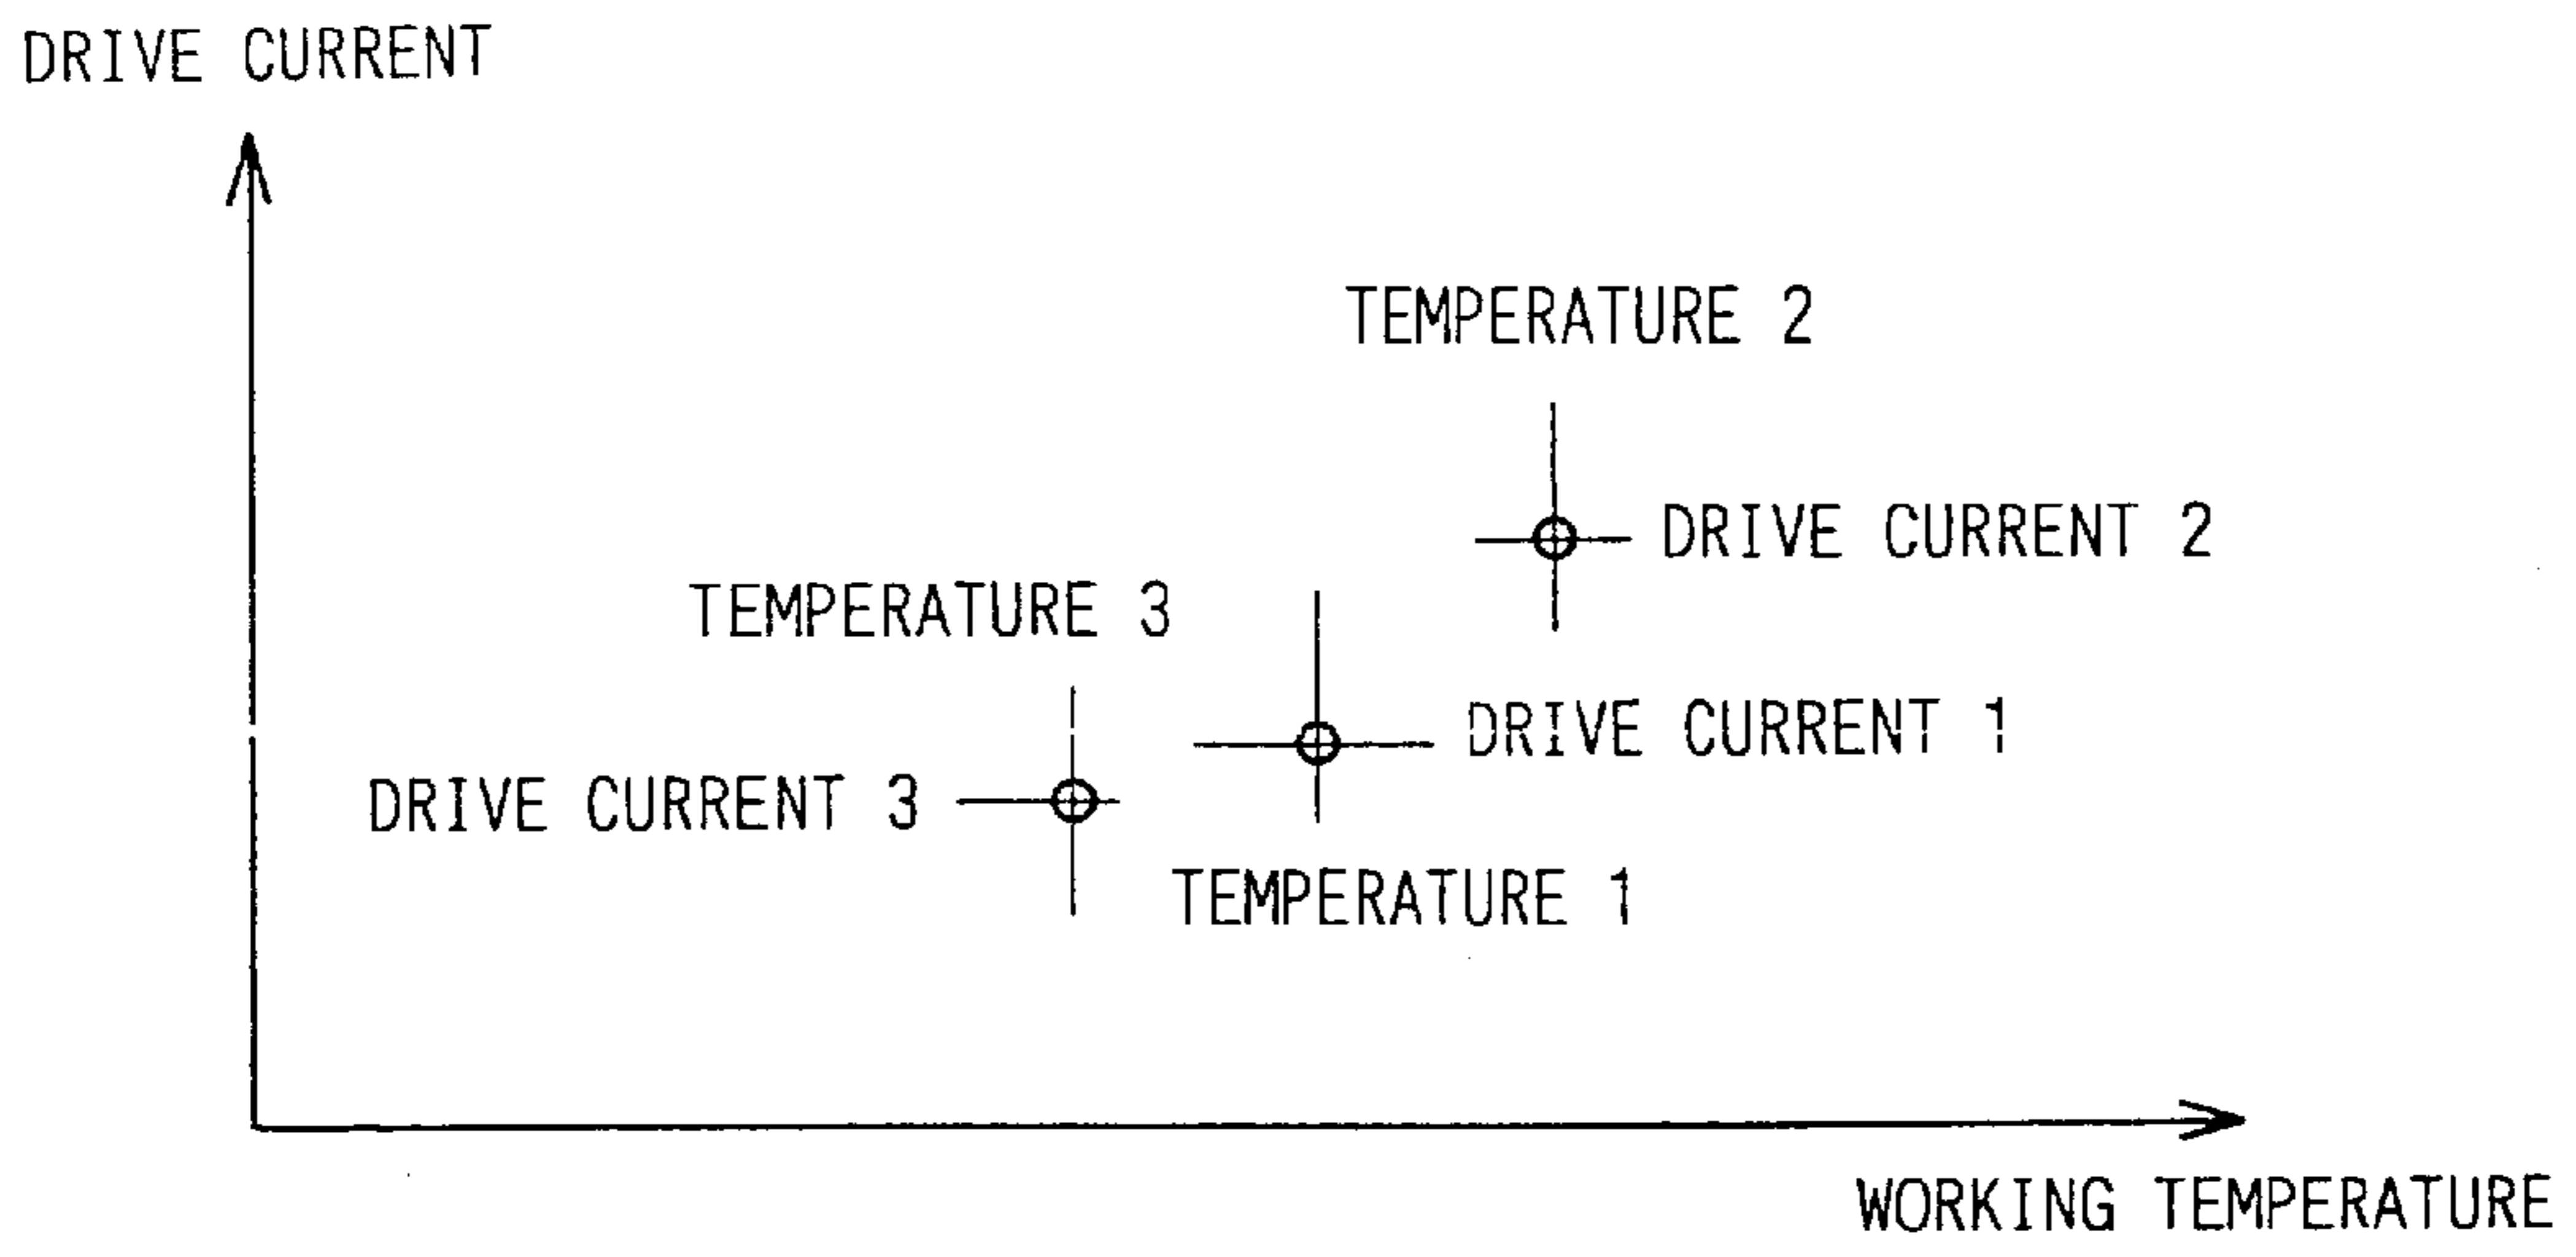 DRIVE CURRENT
TEMPERATURE 2
DRIVE CURRENT 2
TEMPERATURE 3
DRIVE CURRENT 1
DRIVE CURRENT 3
TEMPERATURE 1
WORKING TEMPERATURE